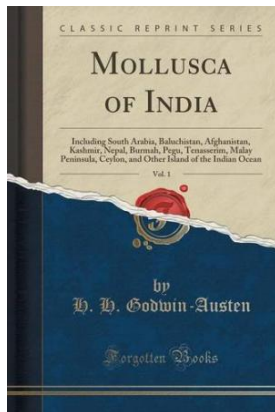 CLASSIC REPRINT SERIES
MOLLUSCA
OF INDIA
Including South Arabia, Baluchistan, Afghanistan,
Kashmir, Nepal, Burmah, Pegu, Tenasserim, Malay
Peninsula, Ceylon, and Other Island of the Indian Ocean
Vol. 1
by
H. H. Godwin-Austen
Forgotten Books